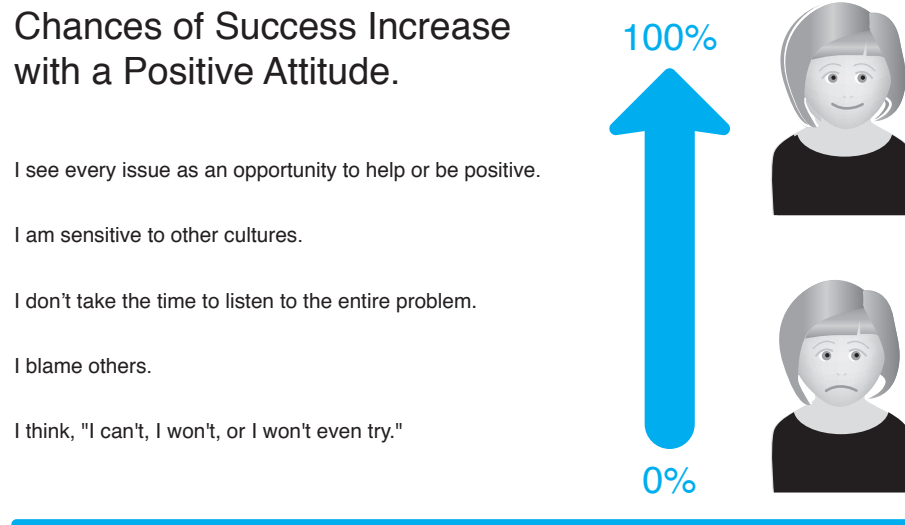 Chances of Success Increase
with a Positive Attitude.
100%
I see every issue as an opportunity to help or be positive.
I am sensitive to other cultures.
I don’t take the time to listen to the entire problem.
I blame others.
I think, "I can't, I won't, or I won't even try."
0%